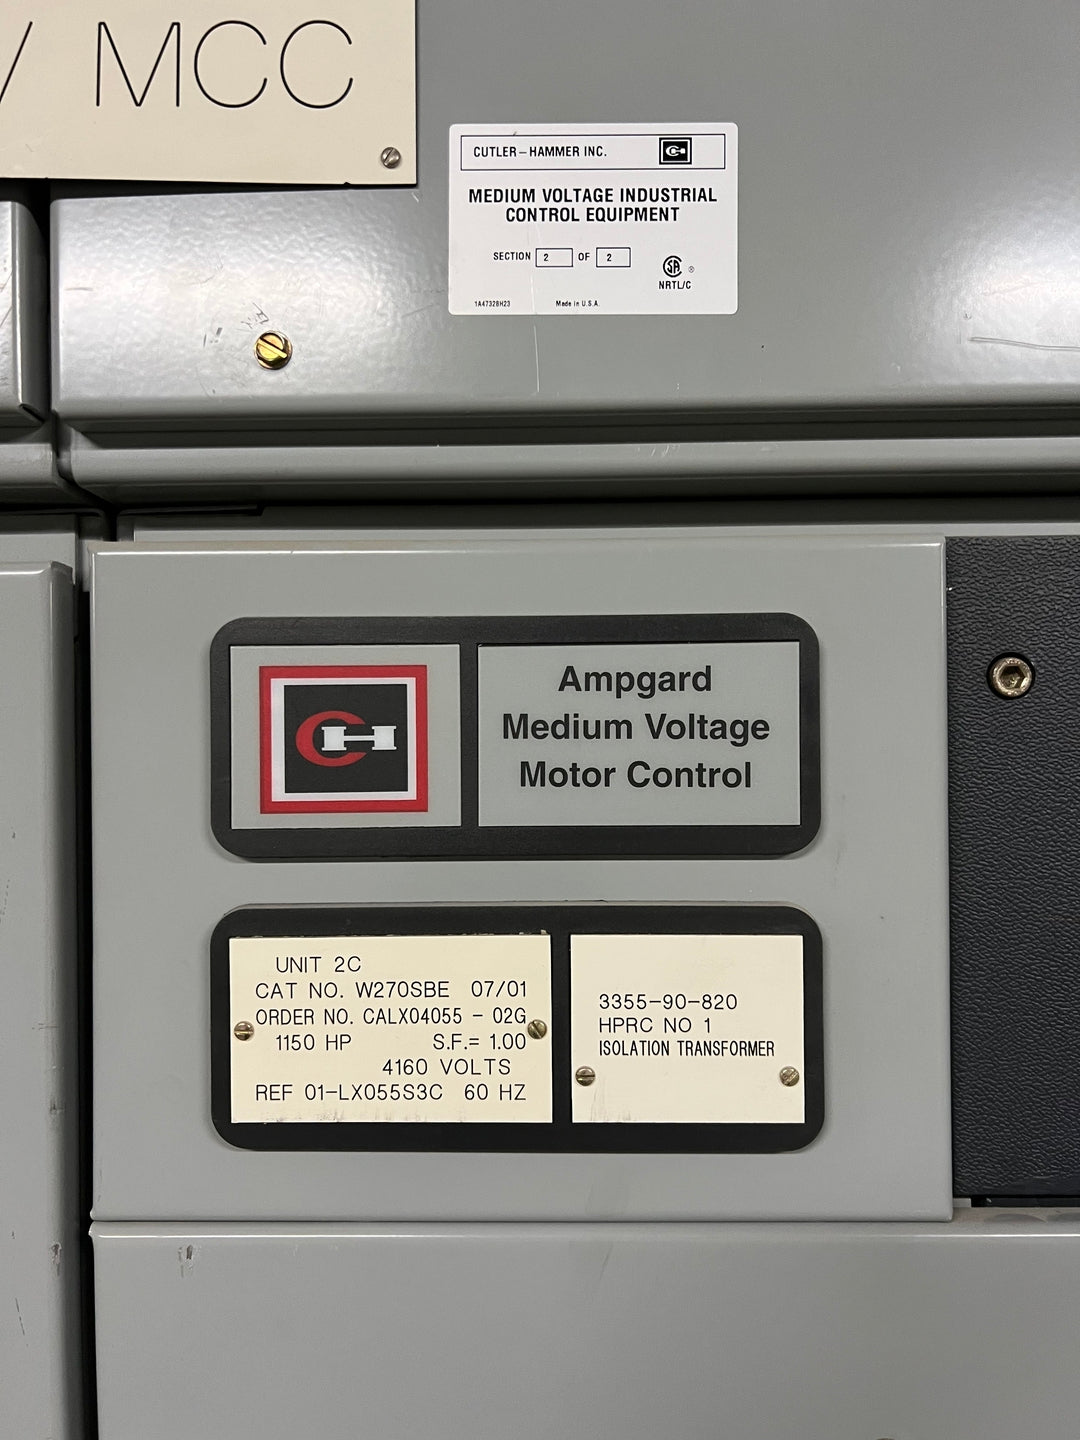 MCC
CUTLER-HAMMER INC.
MEDIUM VOLTAGE INDUSTRIAL
CONTROL EQUIPMENT
SECTION 2 OF 2
SA ®
NRTL/C
1A47328H23 Made in U.S.A.
CH
Ampgard
Medium Voltage
Motor Control
UNIT 2C
CAT NO. W270SBE 07/01
ORDER NO. CALX04055 - 02G
1150 HP S.F.= 1.00
4160 VOLTS
REF 01-LX055S3C 60 HZ
3355-90-820
HPRC NO 1
ISOLATION TRANSFORMER